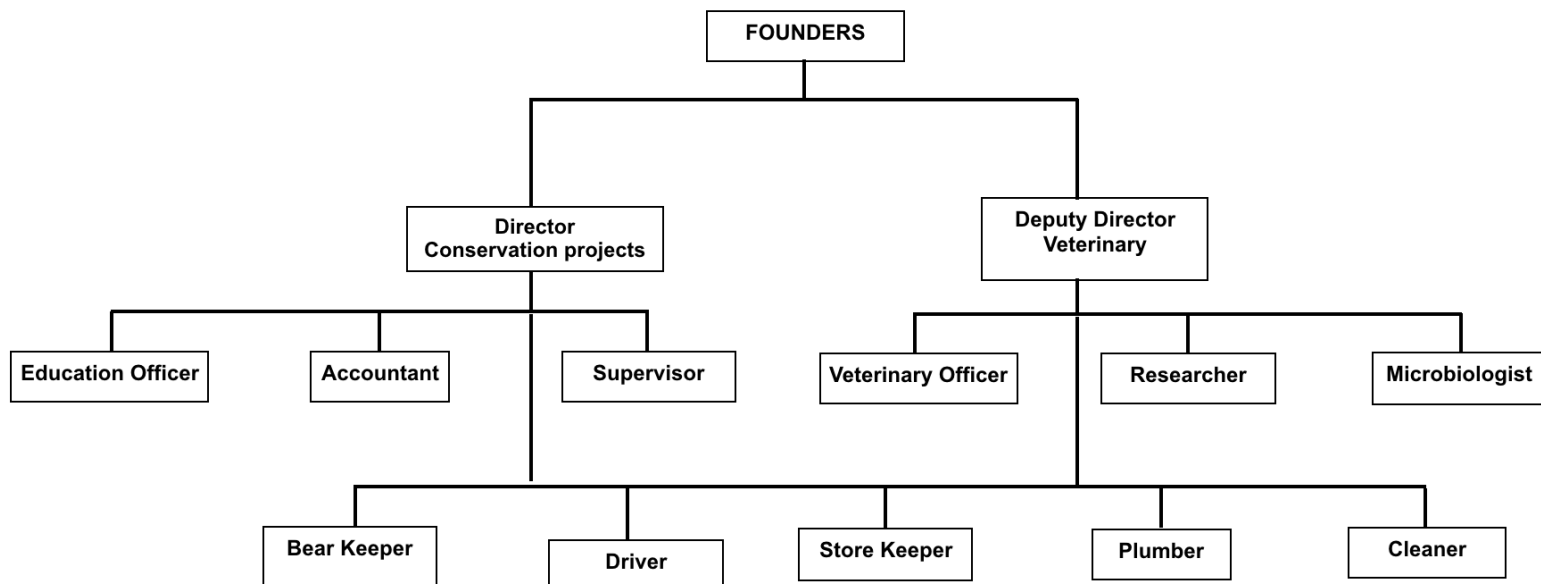 FOUNDERS
Director
Conservation projects
Deputy Director
Veterinary
Education Officer
Accountant
Supervisor
Veterinary Officer
Researcher
Microbiologist
Bear Keeper
Driver
Store Keeper
Plumber
Cleaner